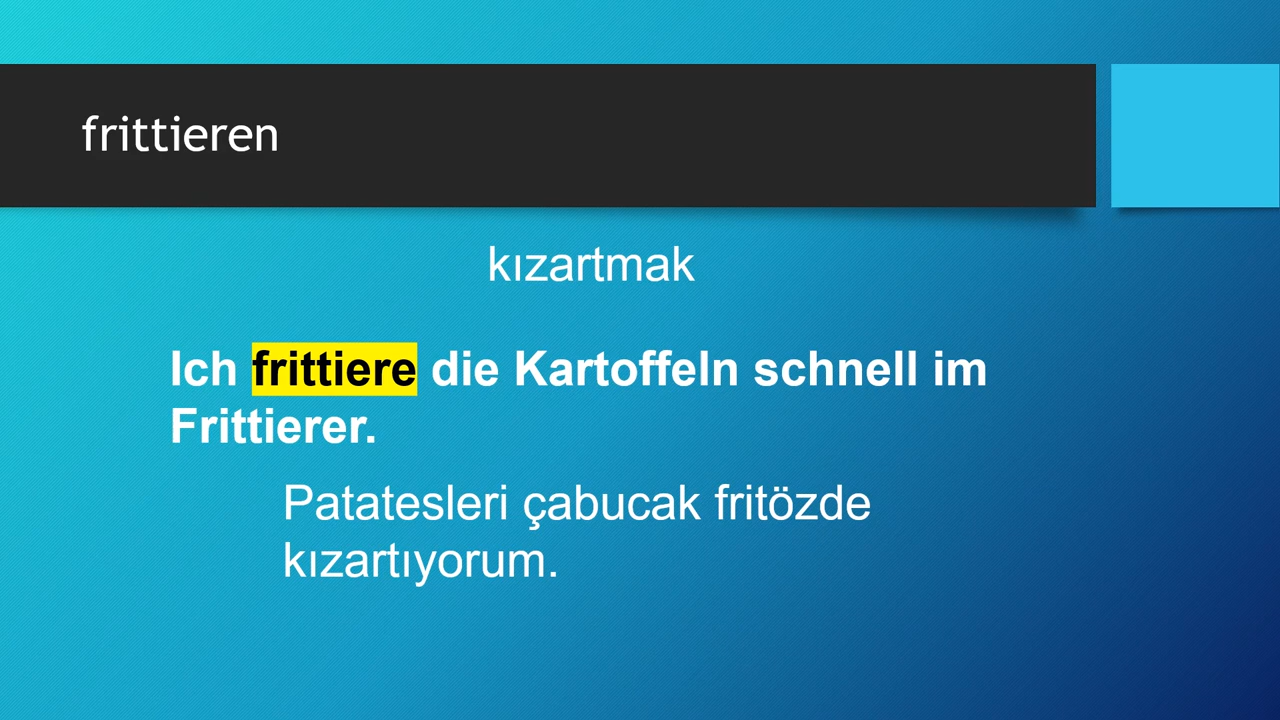 frittieren
kızartmak
Ich frittiere die Kartoffeln schnell im
Frittierer.
Patatesleri çabucak fritözde
kızartıyorum.